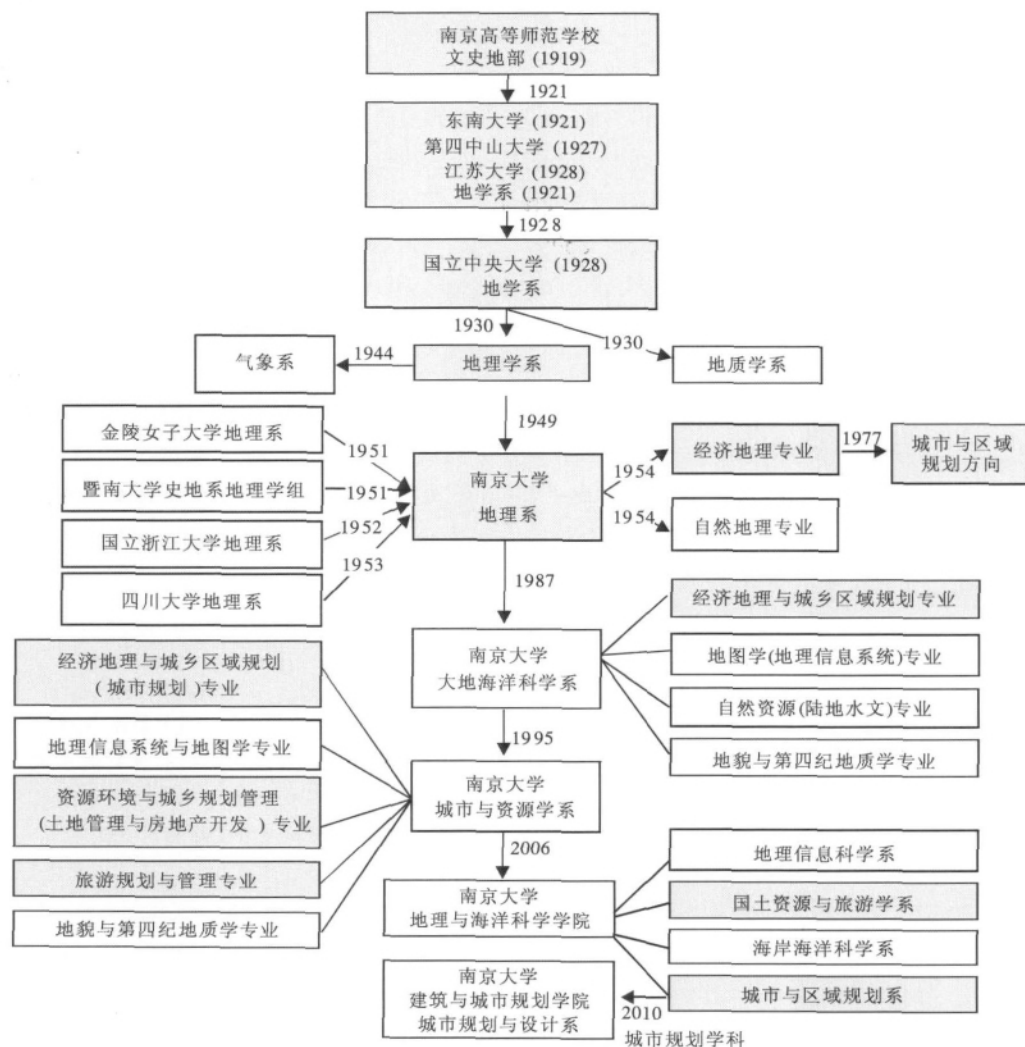 南京高等师范学校
文史地部 (1919)
1921
东南大学 (1921)
第四中山大学 (1927)
江苏大学 (1928)
地学系 (1921)
1928
国立中央大学 (1928)
地学系
1930
1930
气象系
1944
地理学系
地质学系
1949
金陵女子大学地理系
1951
暨南大学史地系地理学组
1951
国立浙江大学地理系
1952
四川大学地理系
1953
南京大学
地理系
1954
经济地理专业
1977
城市与区域
规划方向
1954
自然地理专业
1987
南京大学
大地海洋科学系
经济地理与城乡区域规划专业
地图学(地理信息系统)专业
自然资源(陆地水文)专业
地貌与第四纪地质学专业
1995
经济地理与城乡区域规划
(城市规划)专业
地理信息系统与地图学专业
资源环境与城乡规划管理
(土地管理与房地产开发 ) 专业
旅游规划与管理专业
地貌与第四纪地质学专业
南京大学
城市与资源学系
2006
南京大学
地理与海洋科学学院
地理信息科学系
国土资源与旅游学系
海岸海洋科学系
城市与区域规划系
2010
城市规划学科
南京大学
建筑与城市规划学院
城市规划与设计系